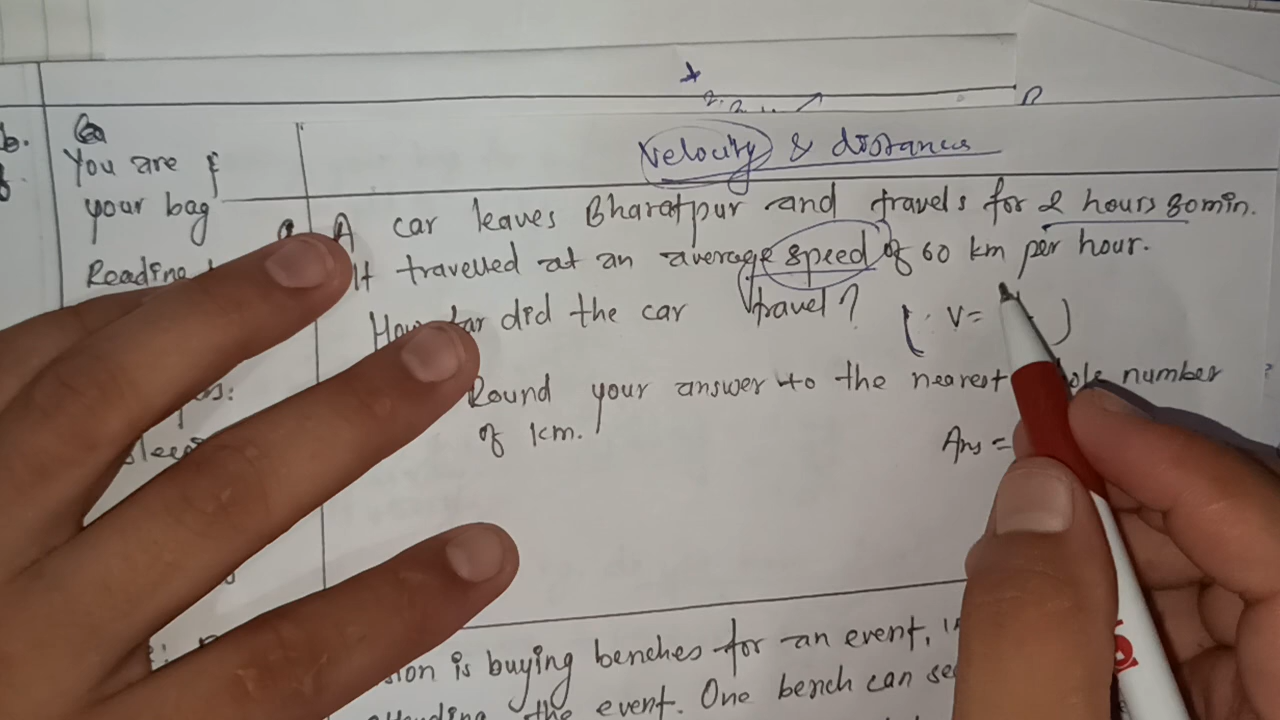 b.
You are
your bag
Reading
Velocity & distances
A car leaves Bharatpur and travels for 2 hours 30min.
It travelled at an average speed of 60 km per hour.
How far did the car travel? ( V= )
Round your answer to the nearest whole number
of km.
Ans =
is buying benches for an event,
the event. One bench can